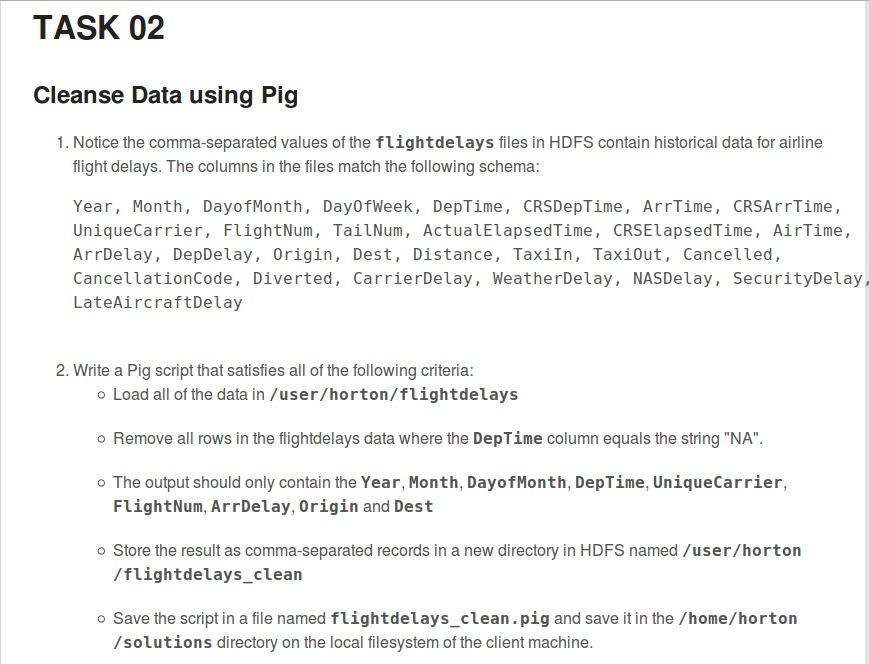 TASK 02
Cleanse Data using Pig
1. Notice the comma-separated values of the flightdelays files in HDFS contain historical data for airline
flight delays. The columns in the files match the following schema:
Year, Month, DayofMonth, DayOfWeek, DepTime, CRSDepTime, ArrTime, CRSArrTime,
UniqueCarrier, FlightNum, TailNum, ActualElapsedTime, CRSElapsedTime, AirTime,
ArrDelay, DepDelay, Origin, Dest, Distance, TaxiIn, TaxiOut, Cancelled,
CancellationCode, Diverted, CarrierDelay, WeatherDelay, NASDelay, SecurityDelay,
LateAircraftDelay
2. Write a Pig script that satisfies all of the following criteria:
○ Load all of the data in /user/horton/flightdelays
○ Remove all rows in the flightdelays data where the DepTime column equals the string "NA".
○ The output should only contain the Year, Month, DayofMonth, DepTime, UniqueCarrier,
FlightNum, ArrDelay, Origin and Dest
○ Store the result as comma-separated records in a new directory in HDFS named /user/horton
/flightdelays_clean
○ Save the script in a file named flightdelays_clean.pig and save it in the /home/horton
/solutions directory on the local filesystem of the client machine.